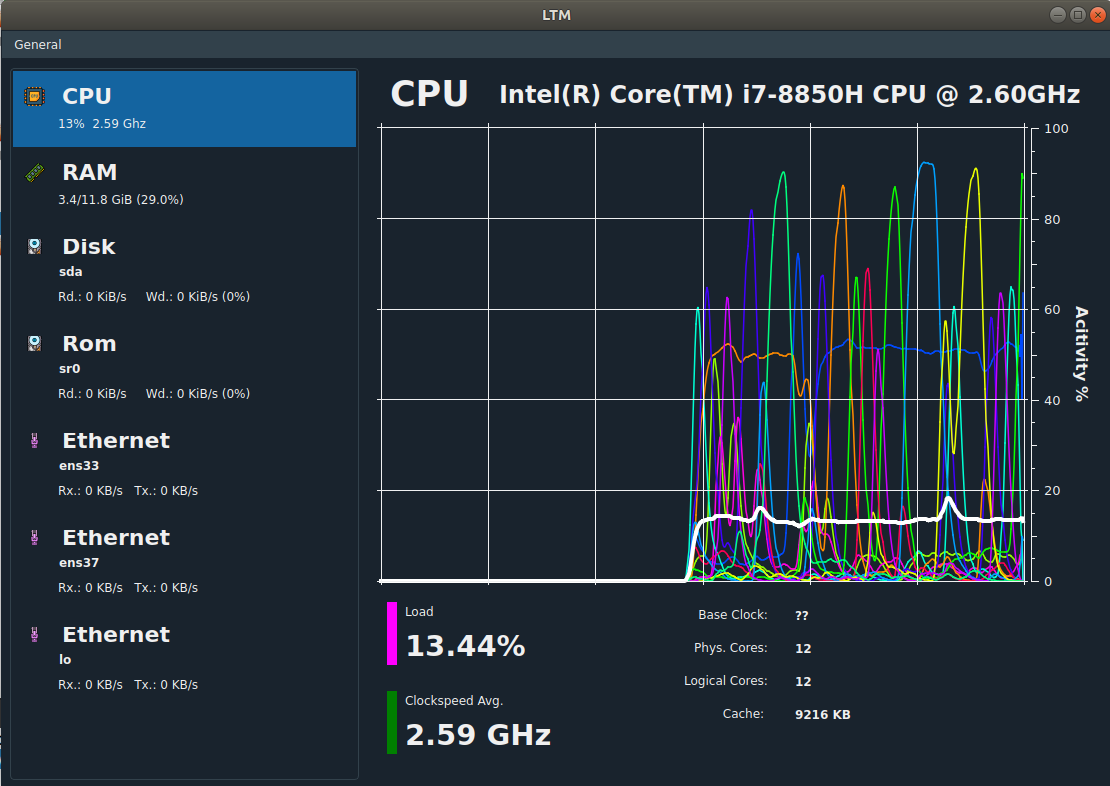 LTM
General
CPU
13% 2.59 Ghz
RAM
3.4/11.8 GiB (29.0%)
Disk
sda
Rd.: 0 KiB/s Wd.: 0 KiB/s (0%)
Rom
sr0
Rd.: 0 KiB/s Wd.: 0 KiB/s (0%)
Ethernet
ens33
Rx.: 0 KB/s Tx.: 0 KB/s
Ethernet
ens37
Rx.: 0 KB/s Tx.: 0 KB/s
Ethernet
lo
Rx.: 0 KB/s Tx.: 0 KB/s
CPU Intel(R) Core(TM) i7-8850H CPU @ 2.60GHz
100
80
60
40
20
0
Acitivity %
Load
13.44%
Clockspeed Avg.
2.59 GHz
Base Clock: ??
Phys. Cores: 12
Logical Cores: 12
Cache: 9216 KB